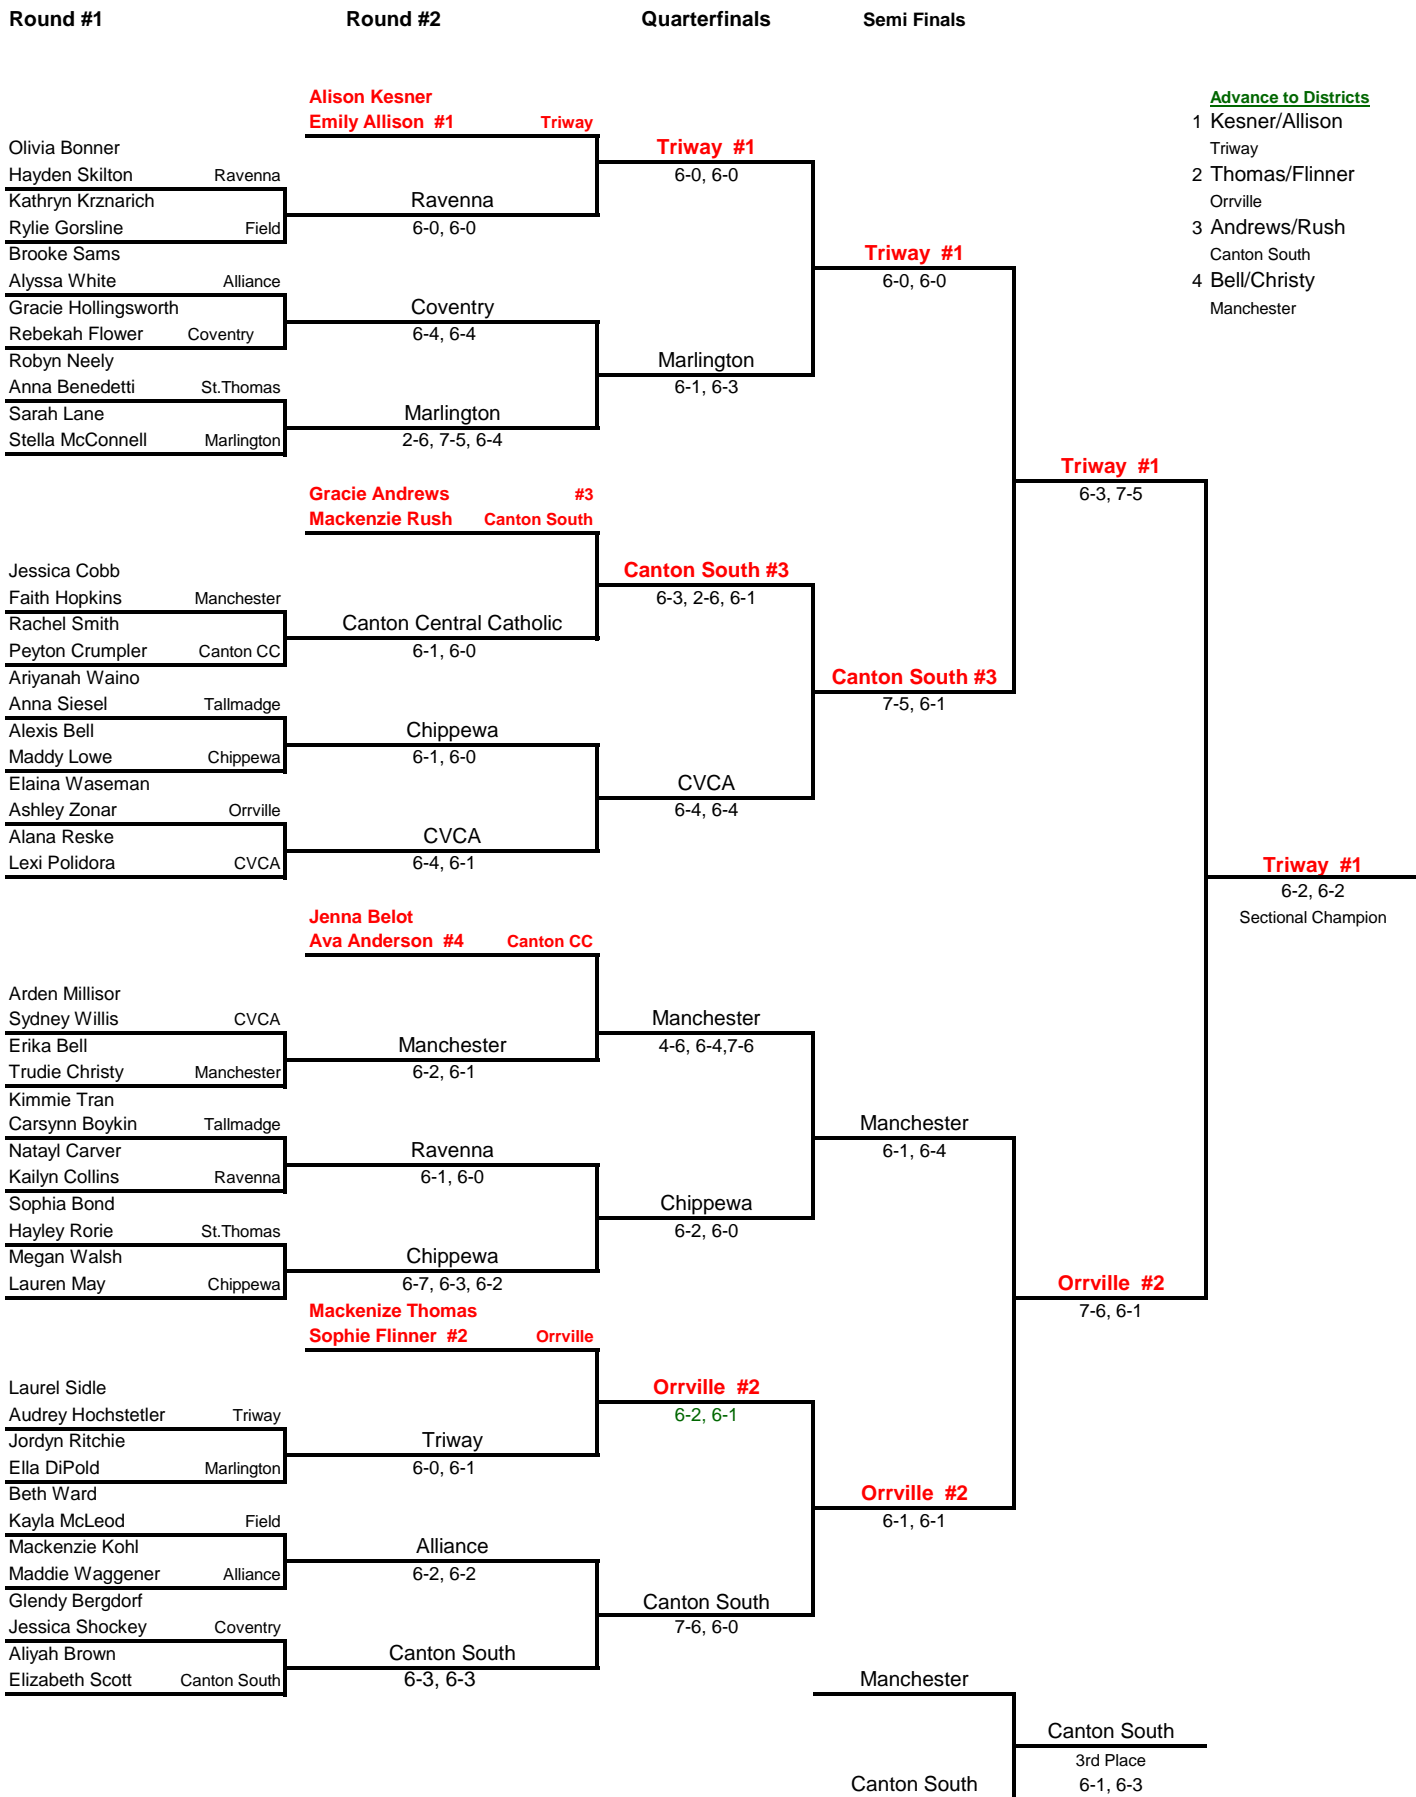 Round #1 Round #2 Quarterfinals Semi Finals
Alison Kesner
Emily Allison #1 Triway
Advance to Districts
1 Kesner/Allison
Triway
2 Thomas/Flinner
Orrville
3 Andrews/Rush
Canton South
4 Bell/Christy
Manchester
Olivia Bonner
Hayden Skilton Ravenna
Kathryn Krznarich
Rylie Gorsline Field
Brooke Sams
Alyssa White Alliance
Gracie Hollingsworth
Rebekah Flower Coventry
Robyn Neely
Anna Benedetti St.Thomas
Sarah Lane
Stella McConnell Marlington
Ravenna
6-0, 6-0
Coventry
6-4, 6-4
Marlington
2-6, 7-5, 6-4
Triway #1
6-0, 6-0
Marlington
6-1, 6-3
Triway #1
6-0, 6-0
Gracie Andrews #3
Mackenzie Rush Canton South
Jessica Cobb
Faith Hopkins Manchester
Rachel Smith
Peyton Crumpler Canton CC
Ariyanah Waino
Anna Siesel Tallmadge
Alexis Bell
Maddy Lowe Chippewa
Elaina Waseman
Ashley Zonar Orrville
Alana Reske
Lexi Polidora CVCA
Canton Central Catholic
6-1, 6-0
Chippewa
6-1, 6-0
CVCA
6-4, 6-1
Canton South #3
6-3, 2-6, 6-1
CVCA
6-4, 6-4
Canton South #3
7-5, 6-1
Triway #1
6-3, 7-5
Triway #1
6-2, 6-2
Sectional Champion
Jenna Belot
Ava Anderson #4 Canton CC
Arden Millisor
Sydney Willis CVCA
Erika Bell
Trudie Christy Manchester
Kimmie Tran
Carsynn Boykin Tallmadge
Natayl Carver
Kailyn Collins Ravenna
Sophia Bond
Hayley Rorie St.Thomas
Megan Walsh
Lauren May Chippewa
Manchester
6-2, 6-1
Ravenna
6-1, 6-0
Chippewa
6-7, 6-3, 6-2
Manchester
4-6, 6-4,7-6
Chippewa
6-2, 6-0
Manchester
6-1, 6-4
Orrville #2
7-6, 6-1
Mackenize Thomas
Sophie Flinner #2 Orrville
Laurel Sidle
Audrey Hochstetler Triway
Jordyn Ritchie
Ella DiPold Marlington
Beth Ward
Kayla McLeod Field
Mackenzie Kohl
Maddie Waggener Alliance
Glendy Bergdorf
Jessica Shockey Coventry
Aliyah Brown
Elizabeth Scott Canton South
Triway
6-0, 6-1
Alliance
6-2, 6-2
Canton South
6-3, 6-3
Orrville #2
6-2, 6-1
Canton South
7-6, 6-0
Orrville #2
6-1, 6-1
Manchester
Canton South
Canton South
3rd Place
6-1, 6-3